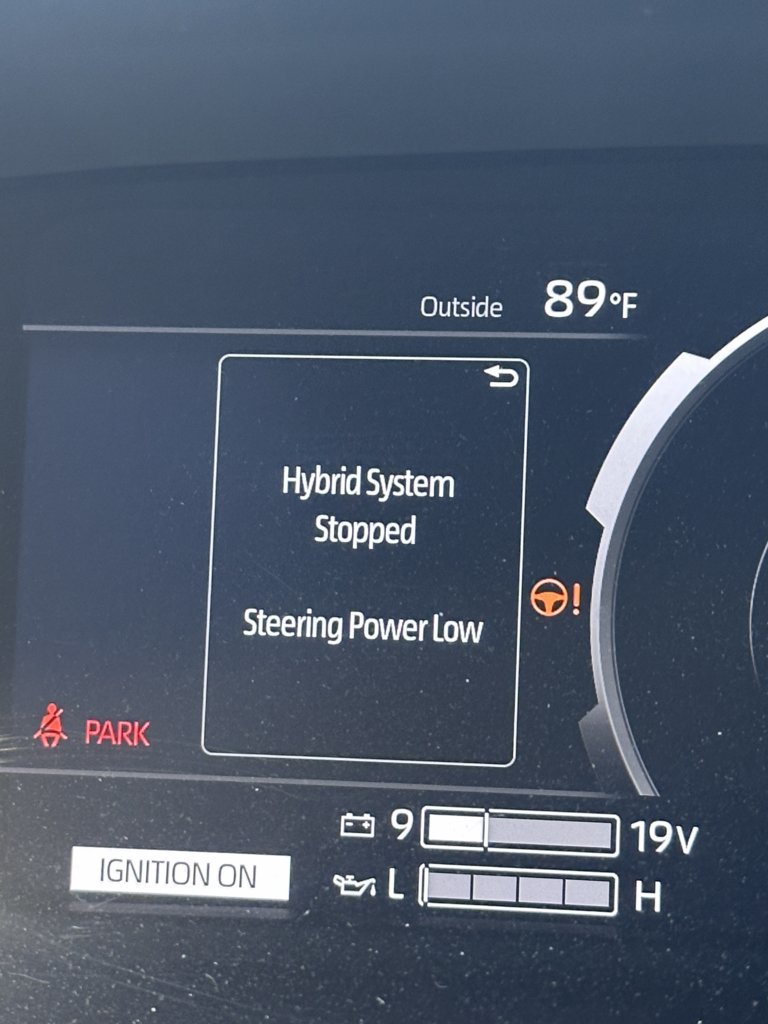 Outside 89°F
Hybrid System
Stopped
Steering Power Low
!
PARK
9 19V
IGNITION ON
L H